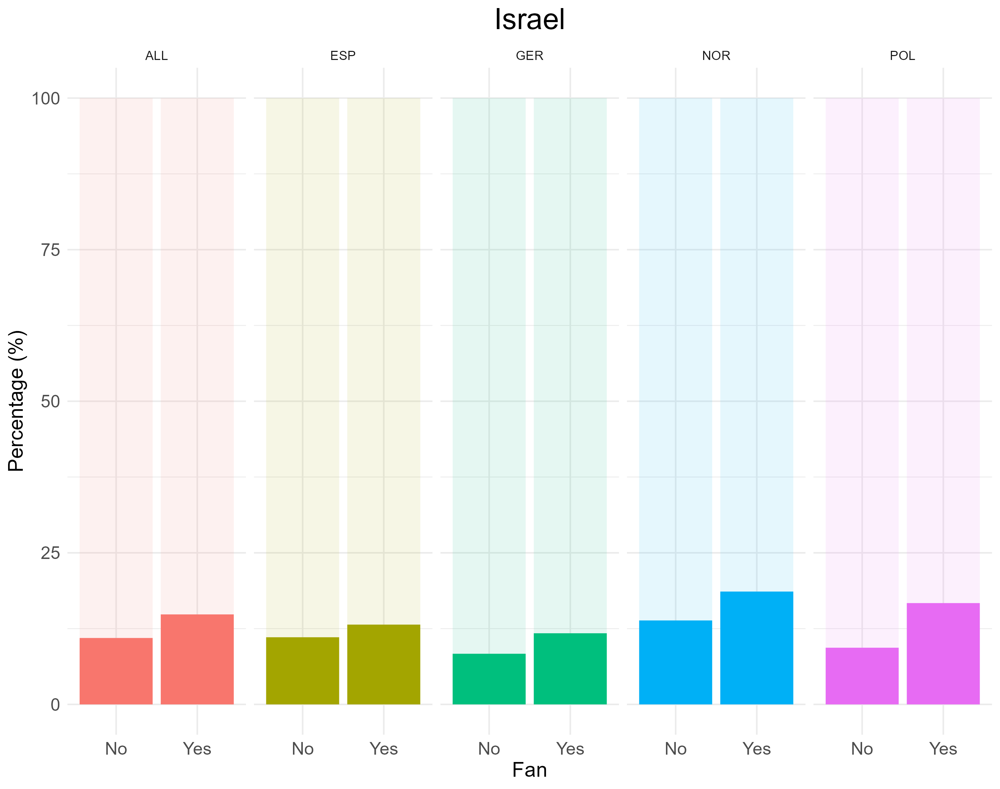 Israel
ALL ESP GER NOR POL
100
75
50
25
0
Percentage (%)
No Yes No Yes No Yes No Yes No Yes
Fan